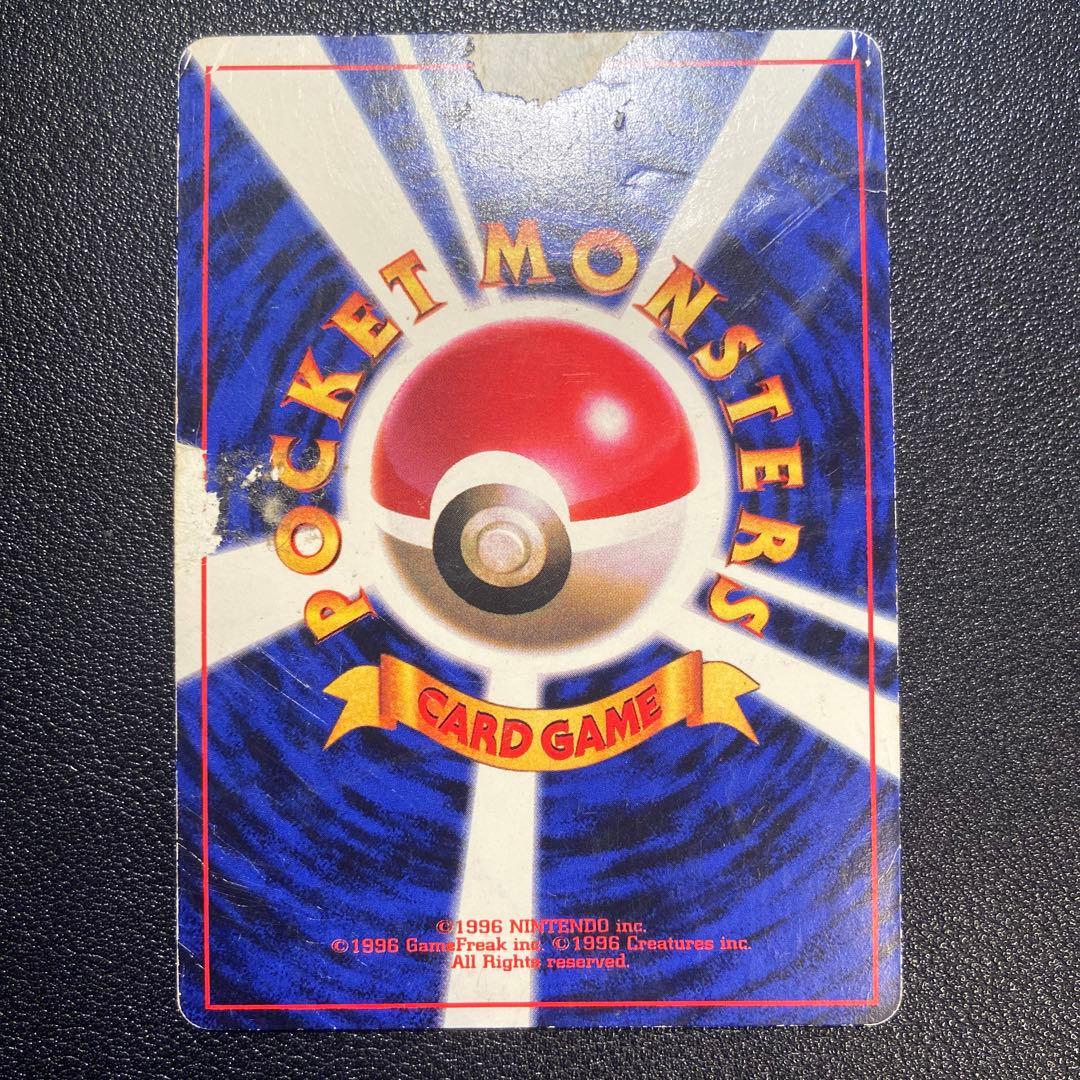 POCKET MONSTERS
CARD GAME
©1996 NINTENDO inc.
©1996 GameFreak inc. ©1996 Creatures inc.
All Rights reserved.